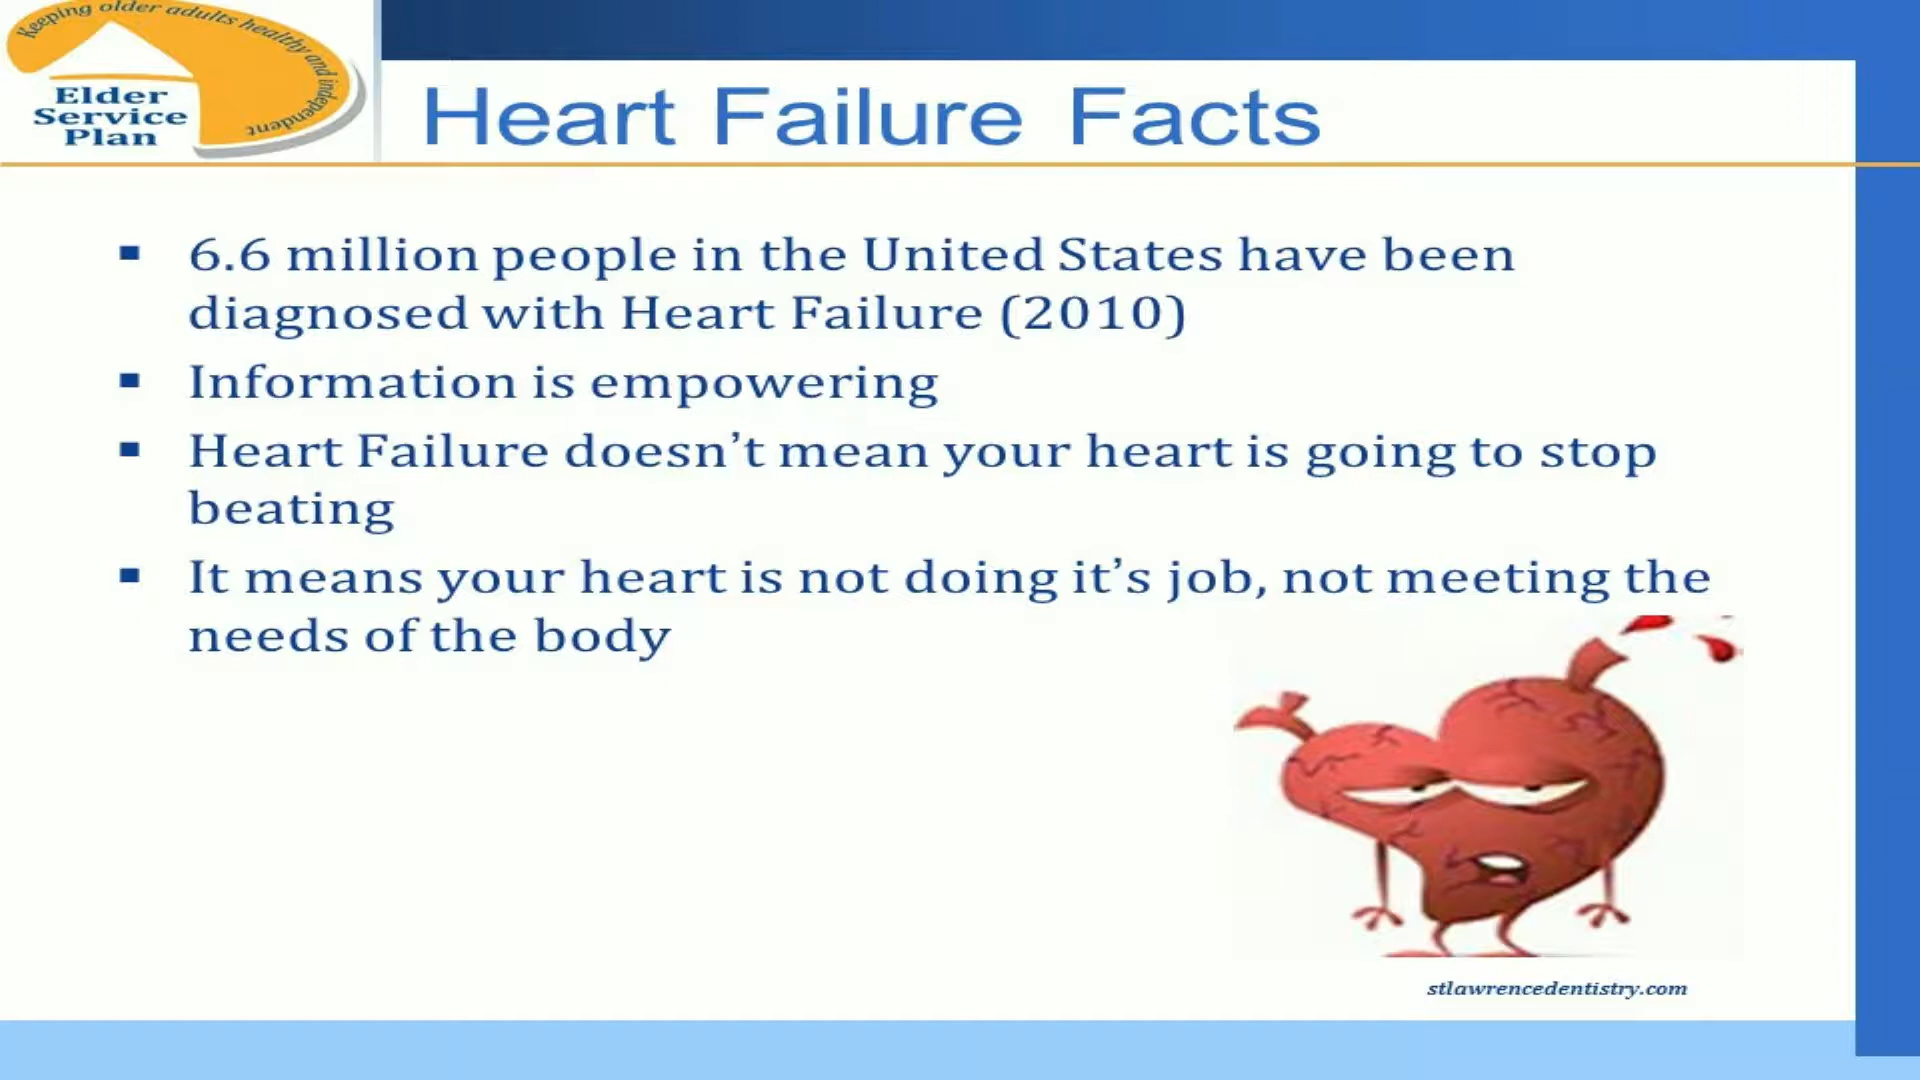 Keeping older adults healthy and independent
Elder
Service
Plan
Heart Failure Facts
▪ 6.6 million people in the United States have been
diagnosed with Heart Failure (2010)
▪ Information is empowering
▪ Heart Failure doesn’t mean your heart is going to stop
beating
▪ It means your heart is not doing it’s job, not meeting the
needs of the body
stlawrencedentistry.com